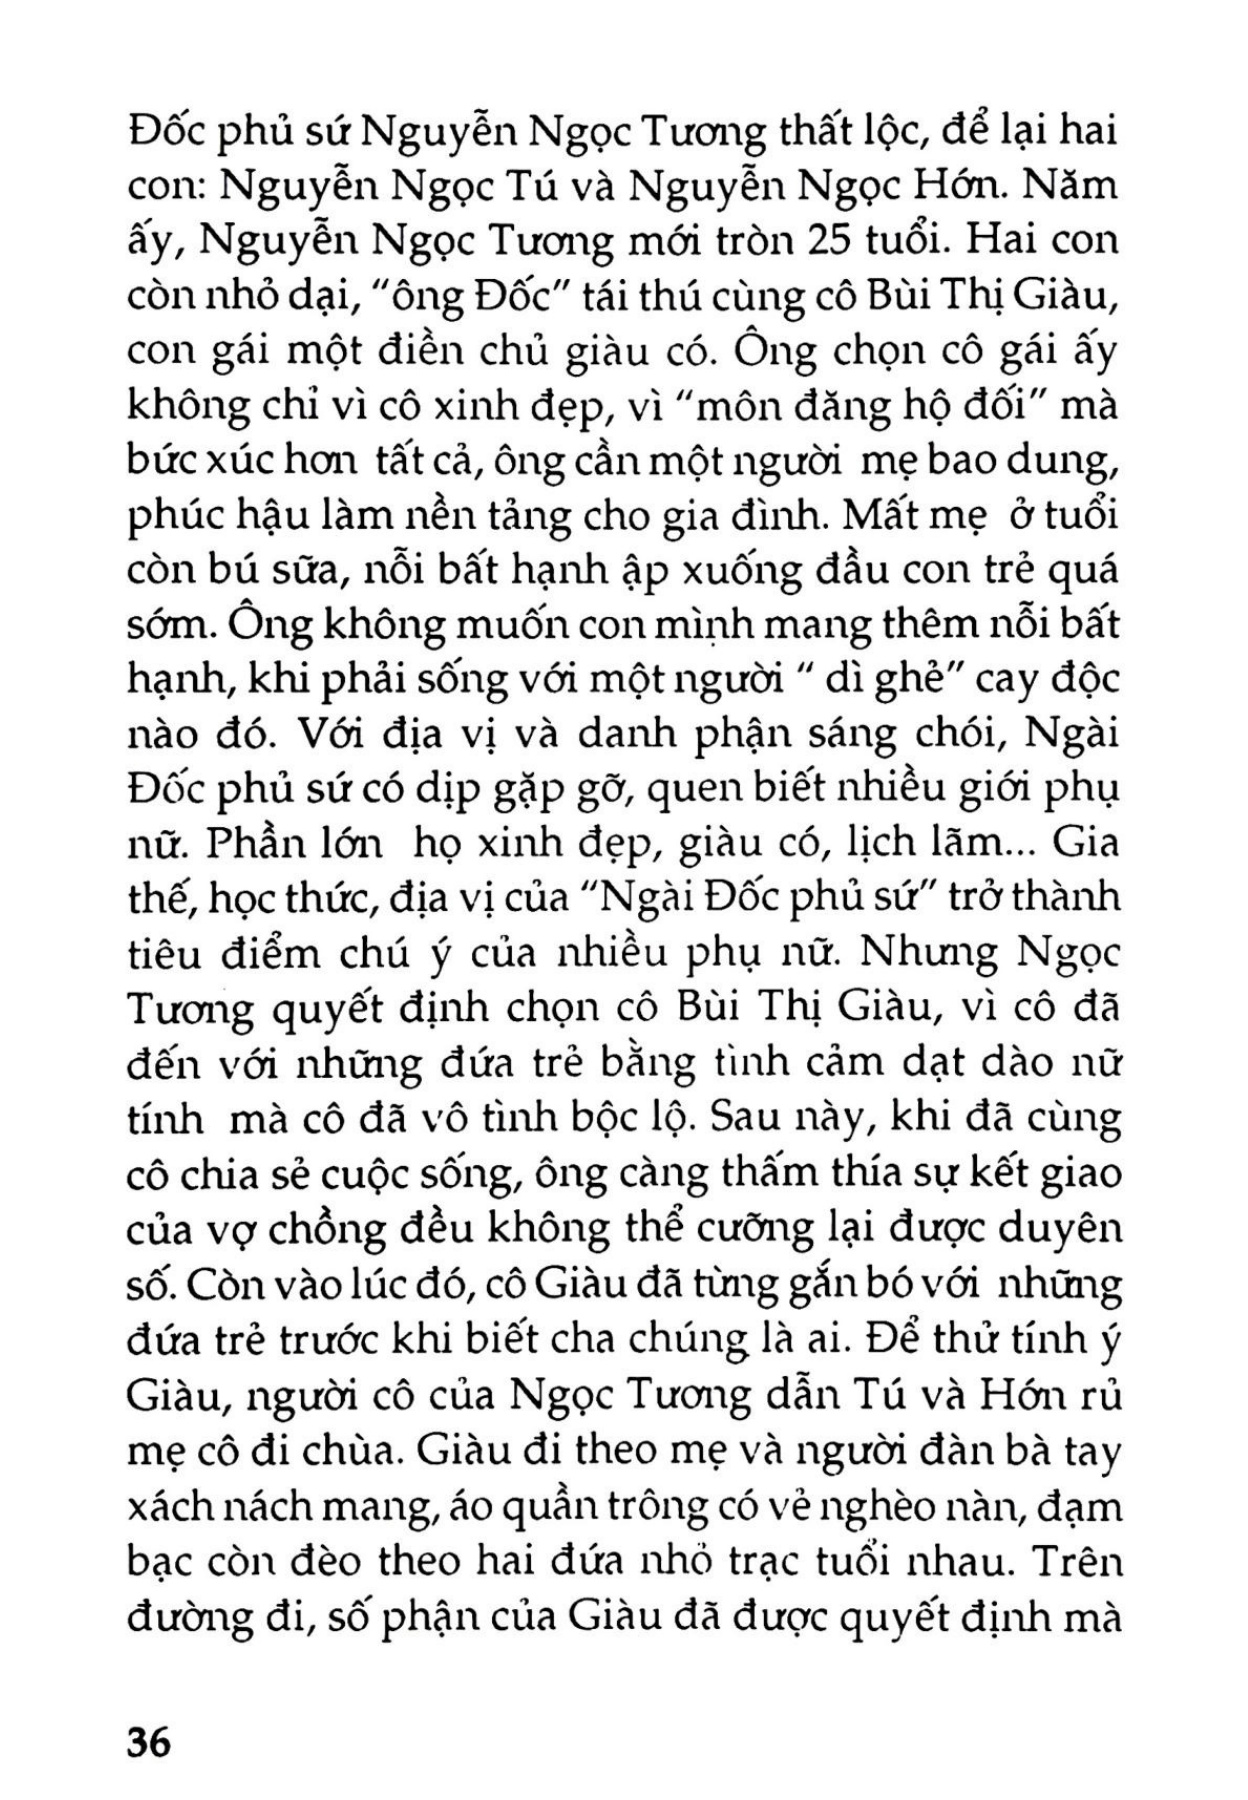 Đốc phủ sứ Nguyễn Ngọc Tương thất lộc, để lại hai
con: Nguyễn Ngọc Tú và Nguyễn Ngọc Hớn. Năm
ấy, Nguyễn Ngọc Tương mới tròn 25 tuổi. Hai con
còn nhỏ dại, "ông Đốc" tái thú cùng cô Bùi Thị Giàu,
con gái một điền chủ giàu có. Ông chọn cô gái ấy
không chỉ vì cô xinh đẹp, vì "môn đăng hộ đối" mà
bức xúc hơn tất cả, ông cần một người mẹ bao dung,
phúc hậu làm nền tảng cho gia đình. Mất mẹ ở tuổi
còn bú sữa, nỗi bất hạnh ập xuống đầu con trẻ quá
sớm. Ông không muốn con mình mang thêm nỗi bất
hạnh, khi phải sống với một người " dì ghẻ" cay độc
nào đó. Với địa vị và danh phận sáng chói, Ngài
Đốc phủ sứ có dịp gặp gỡ, quen biết nhiều giới phụ
nữ. Phần lớn họ xinh đẹp, giàu có, lịch lãm... Gia
thế, học thức, địa vị của "Ngài Đốc phủ sứ" trở thành
tiêu điểm chú ý của nhiều phụ nữ. Nhưng Ngọc
Tương quyết định chọn cô Bùi Thị Giàu, vì cô đã
đến với những đứa trẻ bằng tình cảm dạt dào nữ
tính mà cô đã vô tình bộc lộ. Sau này, khi đã cùng
cô chia sẻ cuộc sống, ông càng thấm thía sự kết giao
của vợ chồng đều không thể cưỡng lại được duyên
số. Còn vào lúc đó, cô Giàu đã từng gắn bó với những
đứa trẻ trước khi biết cha chúng là ai. Để thử tính ý
Giàu, người cô của Ngọc Tương dẫn Tú và Hớn rủ
mẹ cô đi chùa. Giàu đi theo mẹ và người đàn bà tay
xách nách mang, áo quần trông có vẻ nghèo nàn, đạm
bạc còn đèo theo hai đứa nhỏ trạc tuổi nhau. Trên
đường đi, số phận của Giàu đã được quyết định mà
36